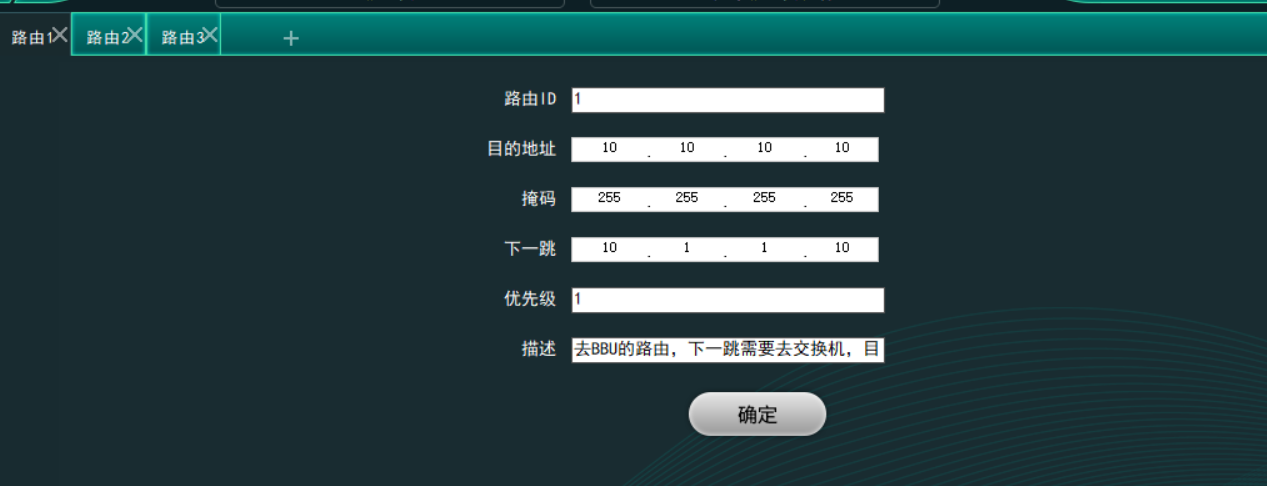 路由1 路由2 路由3 +
路由ID 1
目的地址 10 . 10 . 10 . 10
掩码 255 . 255 . 255 . 255
下一跳 10 . 1 . 1 . 10
优先级 1
描述 去BBU的路由，下一跳需要去交换机，目
确定